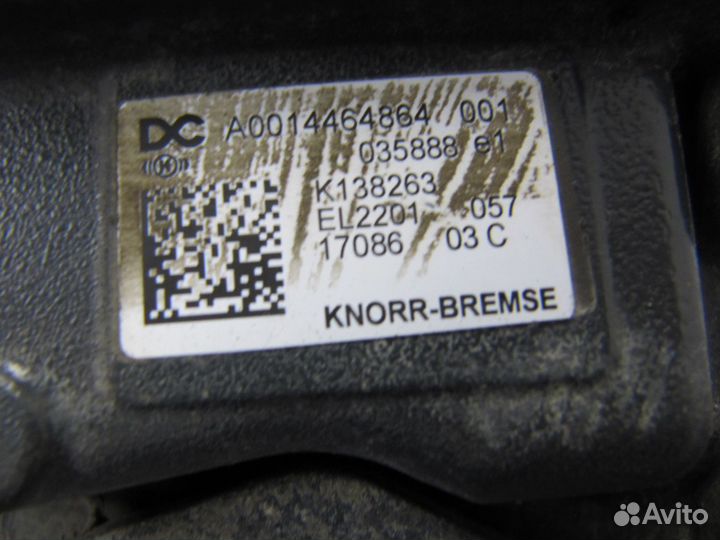 DC A0014464864 001
035888 e1
K138263
EL2201 057
17086 03 C
KNORR-BREMSE
Avito